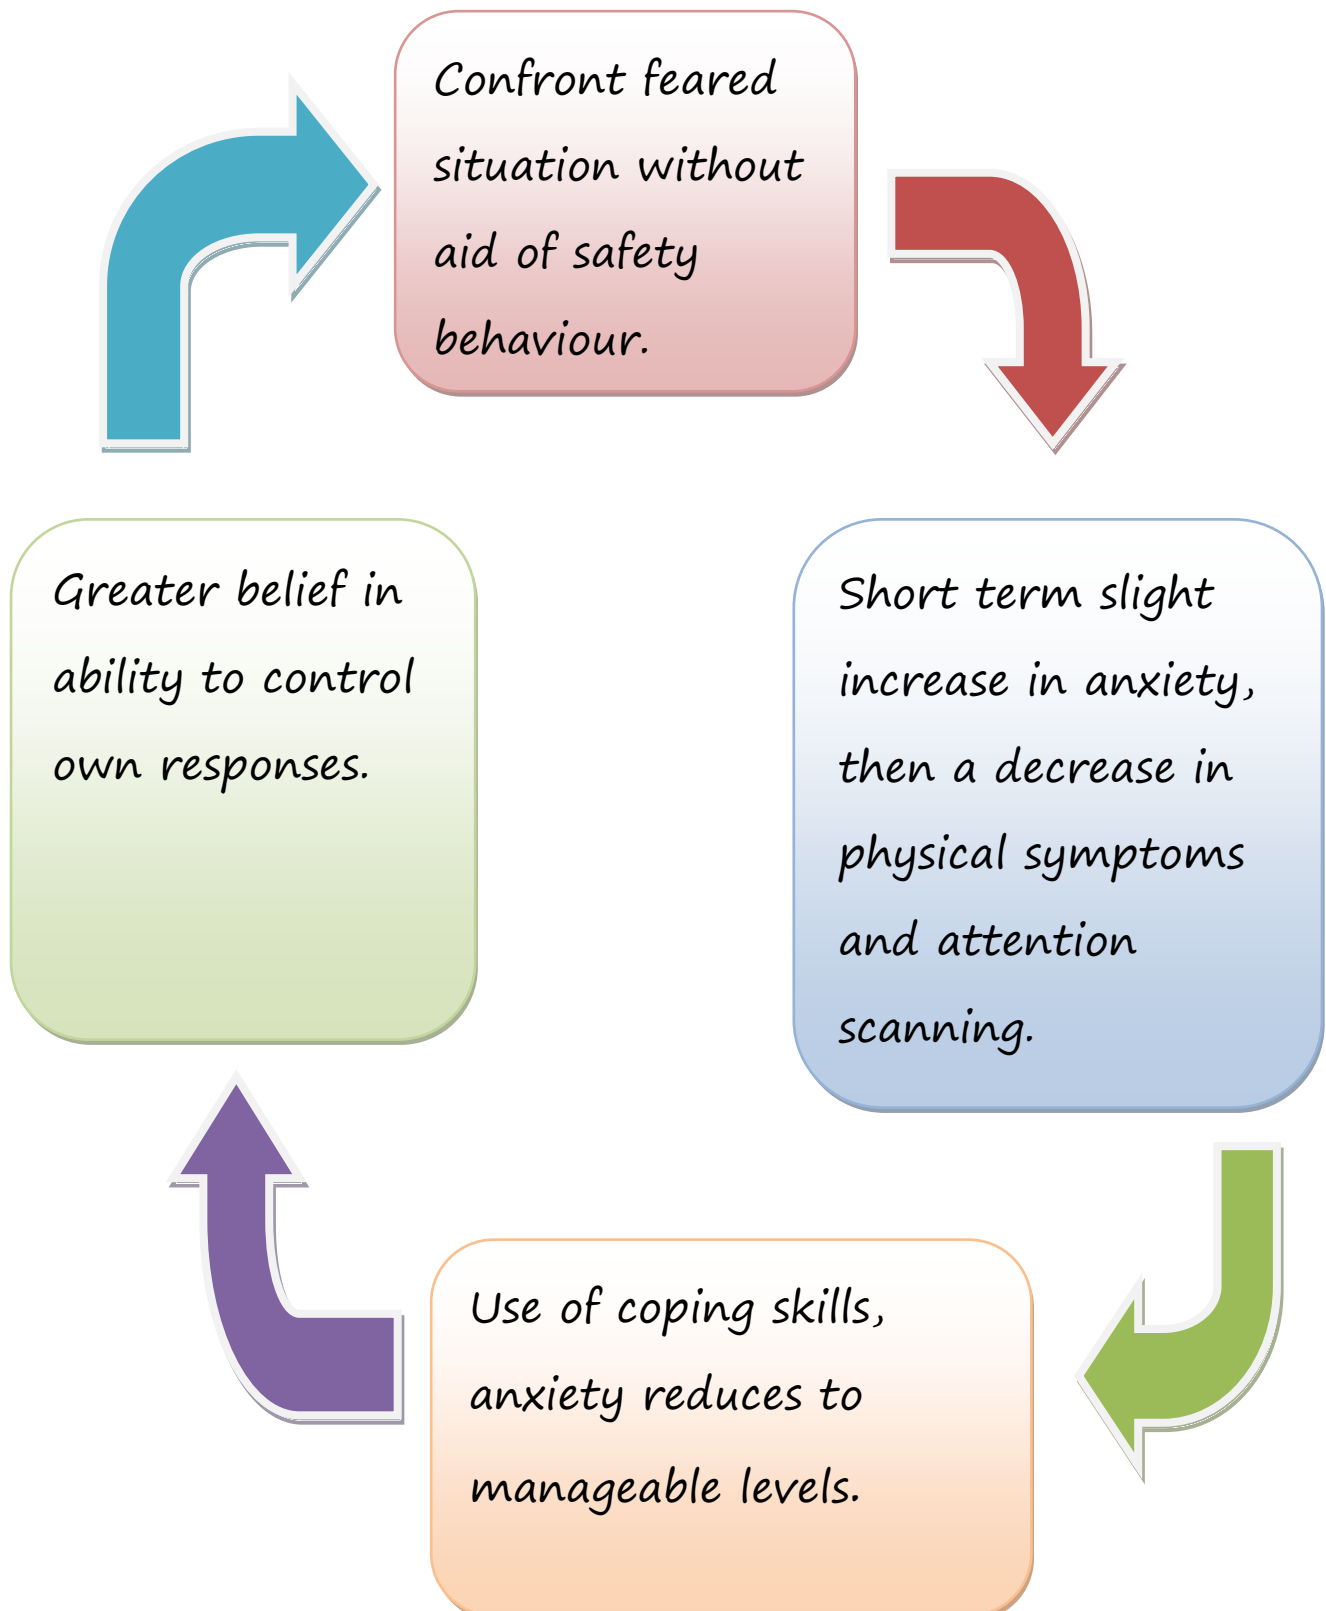 Confront feared
situation without
aid of safety
behaviour.
Short term slight
increase in anxiety,
then a decrease in
physical symptoms
and attention
scanning.
Use of coping skills,
anxiety reduces to
manageable levels.
Greater belief in
ability to control
own responses.